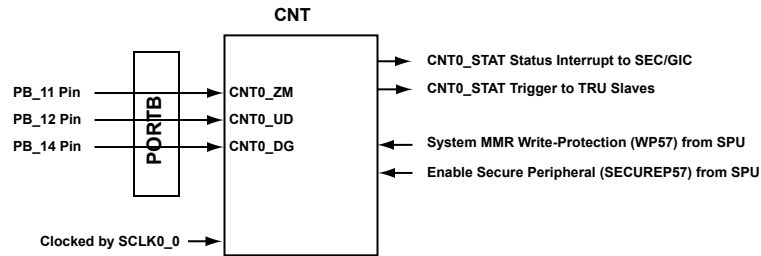 CNT
CNT0_STAT Status Interrupt to SEC/GIC
PB_11 Pin
CNT0_ZM
CNT0_STAT Trigger to TRU Slaves
PB_12 Pin
PORTB
CNT0_UD
PB_14 Pin
CNT0_DG
System MMR Write-Protection (WP57) from SPU
Enable Secure Peripheral (SECUREP57) from SPU
Clocked by SCLK0_0